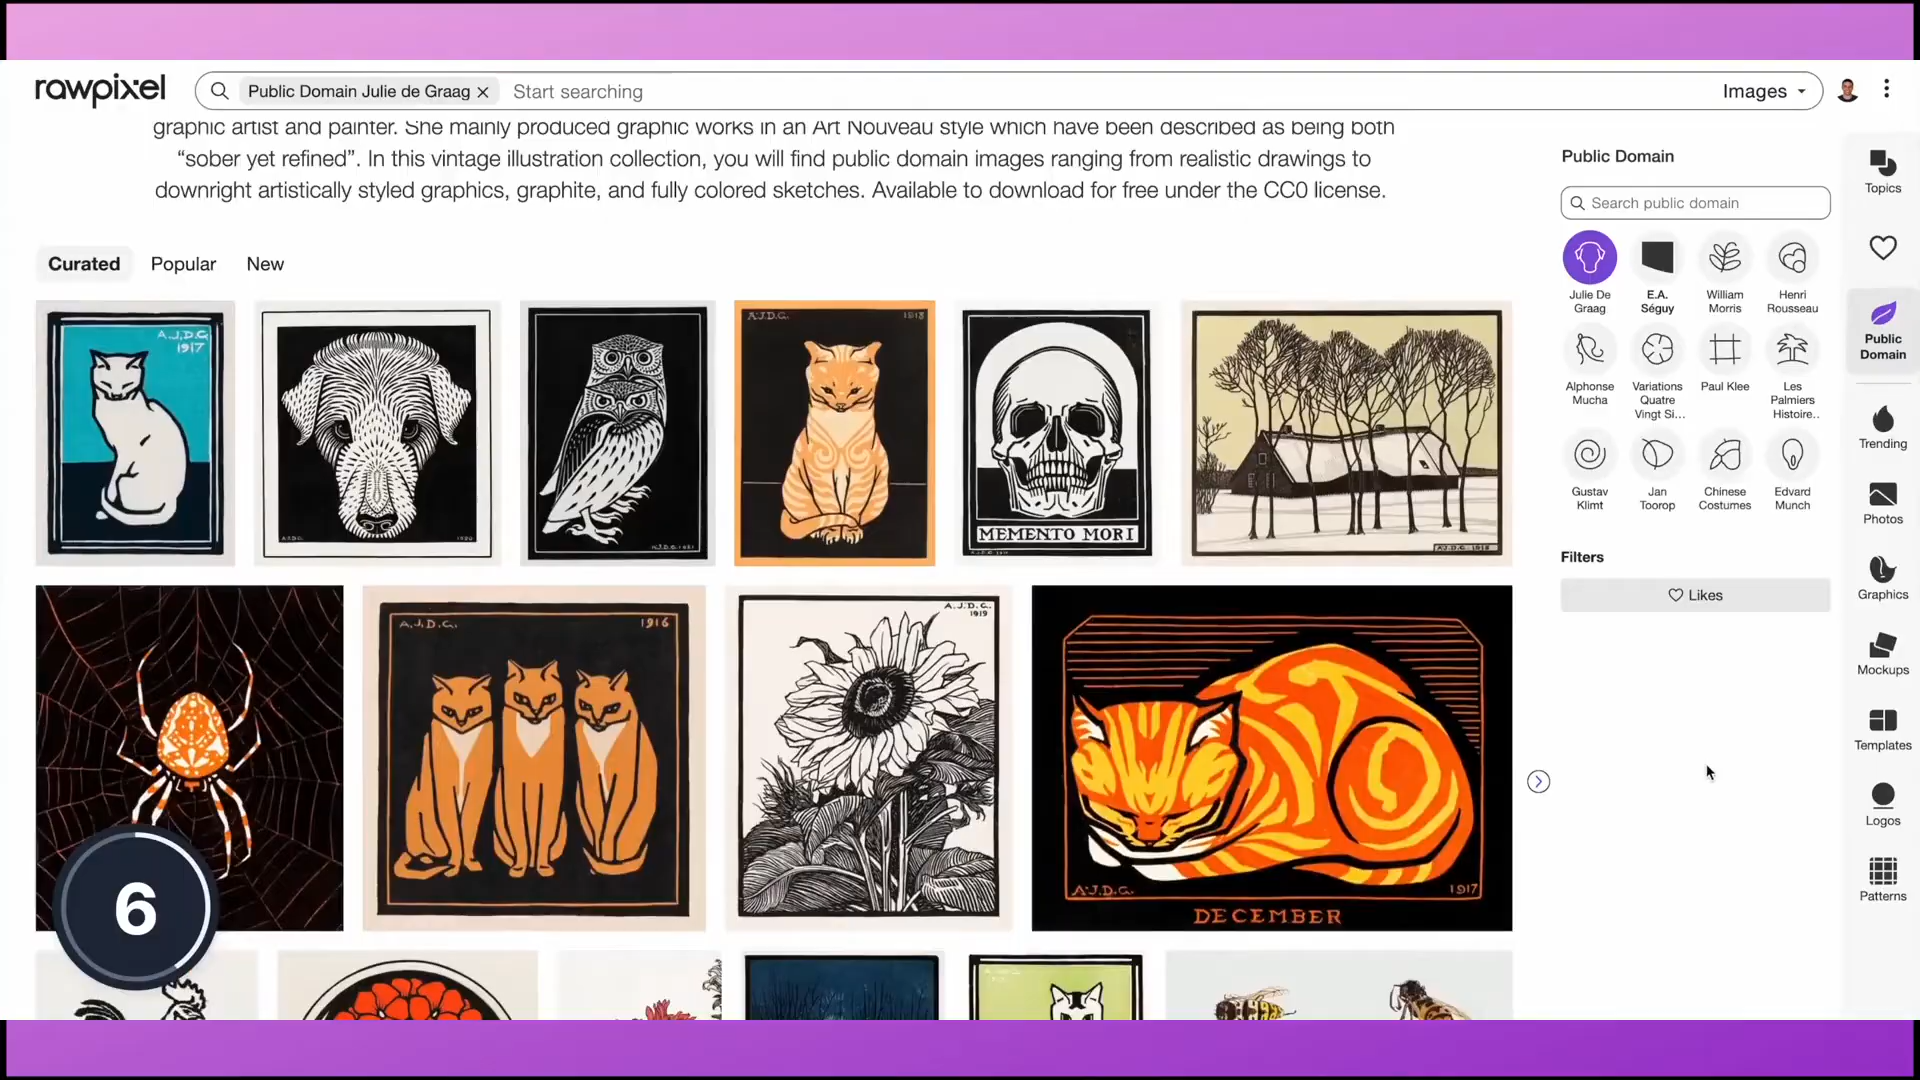 rawpixel
Public Domain Julie de Graag
Start searching
Images
graphic artist and painter. She mainly produced graphic works in an Art Nouveau style which have been described as being both
“sober yet refined”. In this vintage illustration collection, you will find public domain images ranging from realistic drawings to
downright artistically styled graphics, graphite, and fully colored sketches. Available to download for free under the CC0 license.
Curated
Popular
New
A.J.D.G
1917
A.J.D.G.
1920
A.J.D.G. 1921
A.J.D.G.
1918
MEMENTO MORI
A.J.D.G. 1918
A.J.D.G.
1916
A.J.D.G.
1919
A.J.D.G.
1917
DECEMBER
6
Public Domain
Search public domain
Julie De
Graag
E.A.
Séguy
William
Morris
Henri
Rousseau
Alphonse
Mucha
Variations
Quatre
Vingt Si...
Paul Klee
Les
Palmiers
Histoire..
Gustav
Klimt
Jan
Toorop
Chinese
Costumes
Edvard
Munch
Filters
Likes
Topics
Public
Domain
Trending
Photos
Graphics
Mockups
Templates
Logos
Patterns